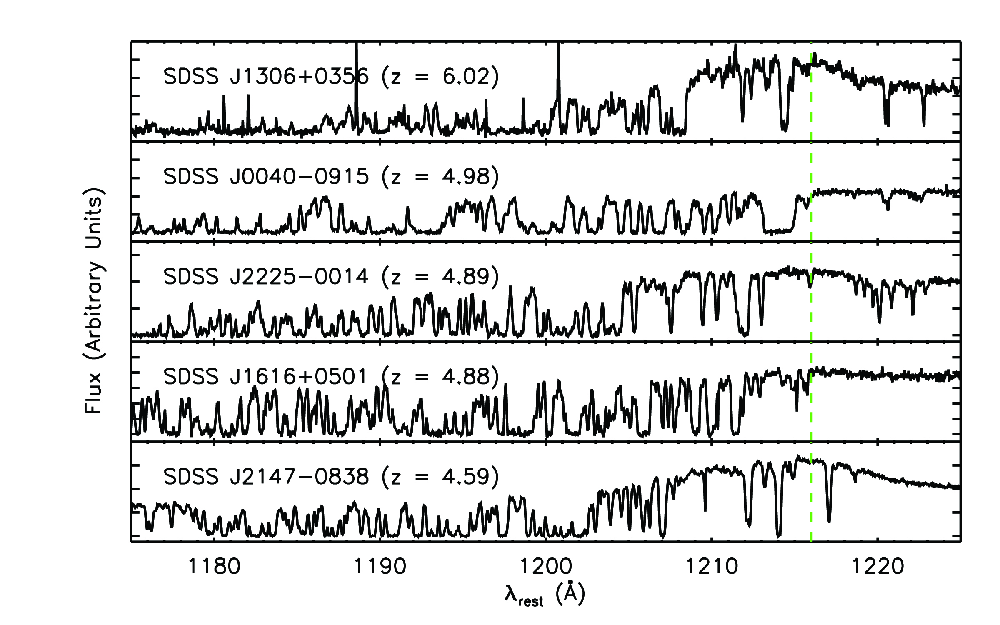 SDSS J1306+0356 (z = 6.02)
SDSS J0040−0915 (z = 4.98)
SDSS J2225−0014 (z = 4.89)
SDSS J1616+0501 (z = 4.88)
SDSS J2147−0838 (z = 4.59)
Flux (Arbitrary Units)
1180 1190 1200 1210 1220
λrest (Å)